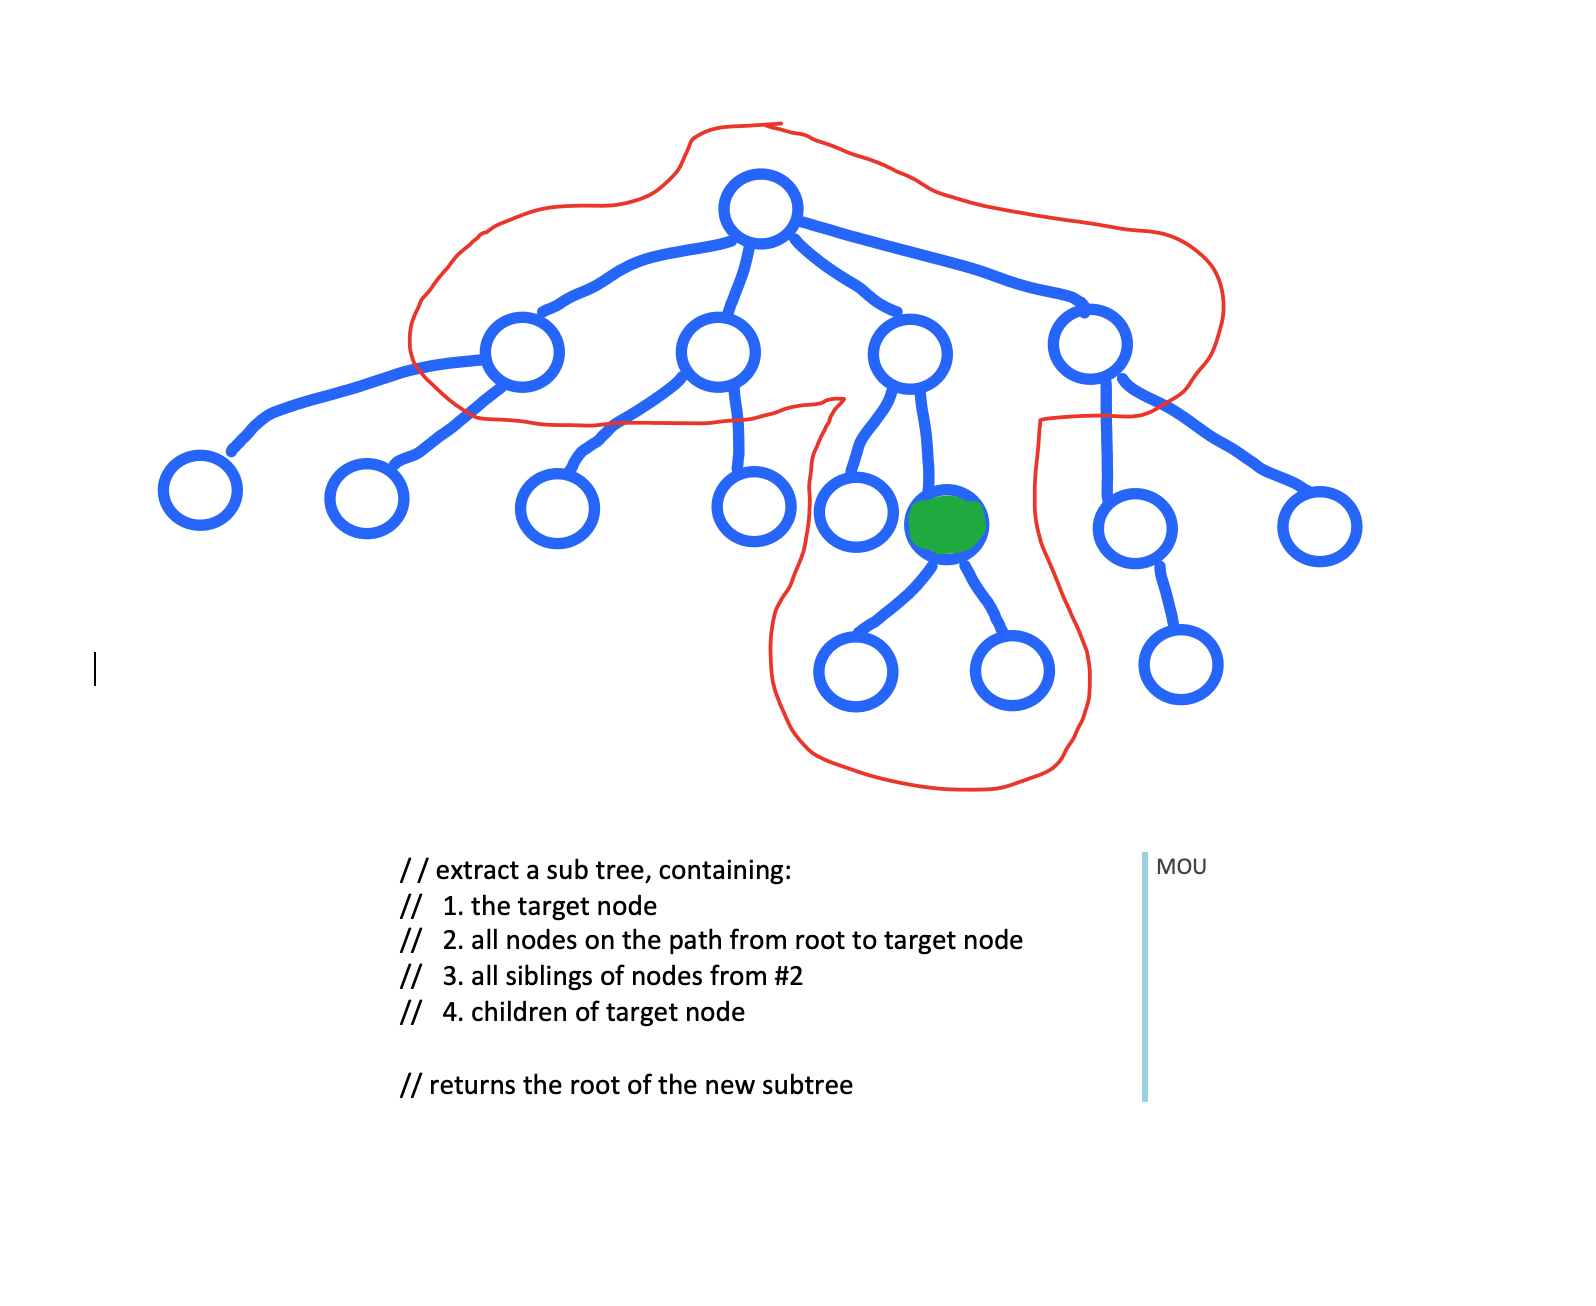 // extract a sub tree, containing:
// 1. the target node
// 2. all nodes on the path from root to target node
// 3. all siblings of nodes from #2
// 4. children of target node
// returns the root of the new subtree
MOU